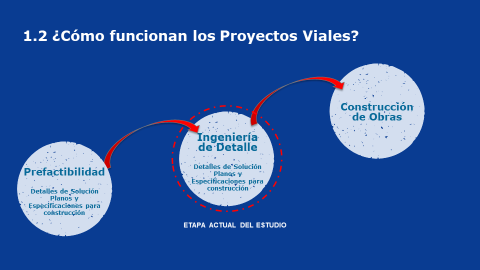 1.2 ¿Cómo funcionan los Proyectos Viales?
Prefactibilidad
Detalles de Solución
Planos y
Especificaciones para
construcción
Ingeniería
de Detalle
Detalles de Solución
Planos y
Especificaciones para
construcción
ETAPA ACTUAL DEL ESTUDIO
Construcción
de Obras